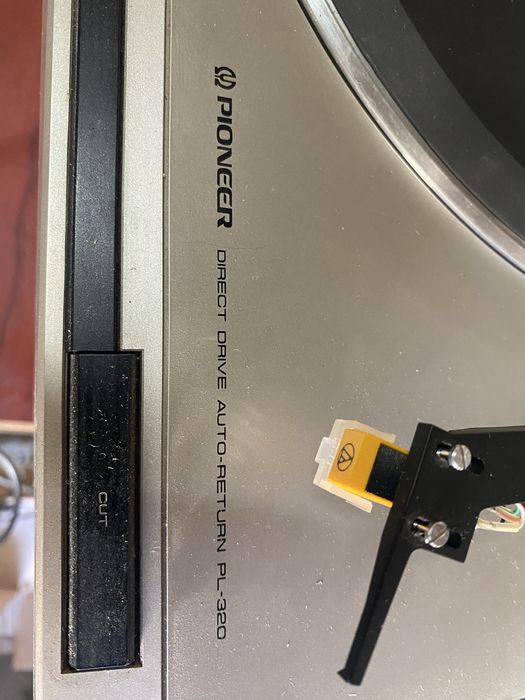 PIONEER DIRECT DRIVE AUTO-RETURN PL-320
CUT